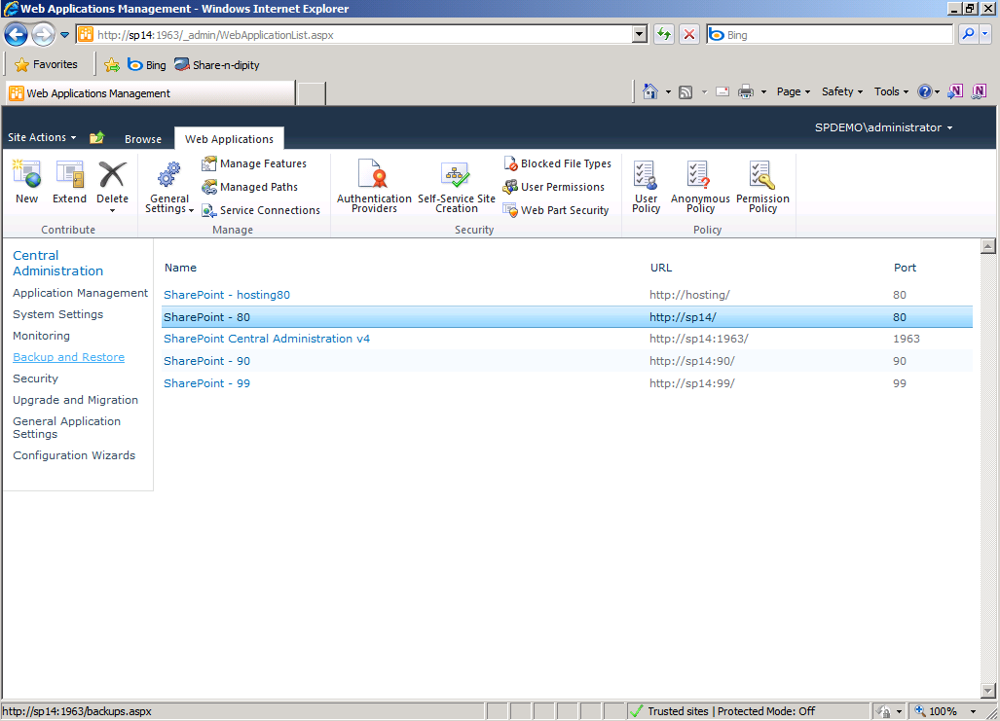 Web Applications Management - Windows Internet Explorer
http://sp14:1963/_admin/WebApplicationList.aspx
Bing
Favorites
Bing
Share-n-dipity
Web Applications Management
Page
Safety
Tools
Site Actions
Browse
Web Applications
SPDEMO\administrator
New
Extend
Delete
General
Settings
Manage Features
Managed Paths
Service Connections
Authentication
Providers
Self-Service Site
Creation
Blocked File Types
User Permissions
Web Part Security
User
Policy
Anonymous
Policy
Permission
Policy
Contribute
Manage
Security
Policy
Central
Administration
Application Management
System Settings
Monitoring
Backup and Restore
Security
Upgrade and Migration
General Application
Settings
Configuration Wizards
Name URL Port
SharePoint - hosting80 http://hosting/ 80
SharePoint - 80 http://sp14/ 80
SharePoint Central Administration v4 http://sp14:1963/ 1963
SharePoint - 90 http://sp14:90/ 90
SharePoint - 99 http://sp14:99/ 99
http://sp14:1963/backups.aspx
Trusted sites | Protected Mode: Off
100%